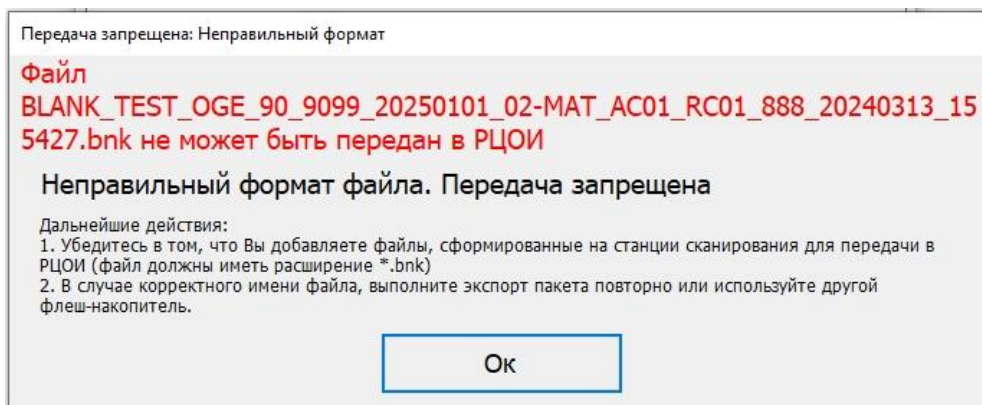 Передача запрещена: Неправильный формат
Файл
BLANK_TEST_OGE_90_9099_20250101_02-MAT_AC01_RC01_888_20240313_15
5427.bnk не может быть передан в РЦОИ
Неправильный формат файла. Передача запрещена
Дальнейшие действия:
1. Убедитесь в том, что Вы добавляете файлы, сформированные на станции сканирования для передачи в
РЦОИ (файл должны иметь расширение *.bnk)
2. В случае корректного имени файла, выполните экспорт пакета повторно или используйте другой
флеш-накопитель.
Ок